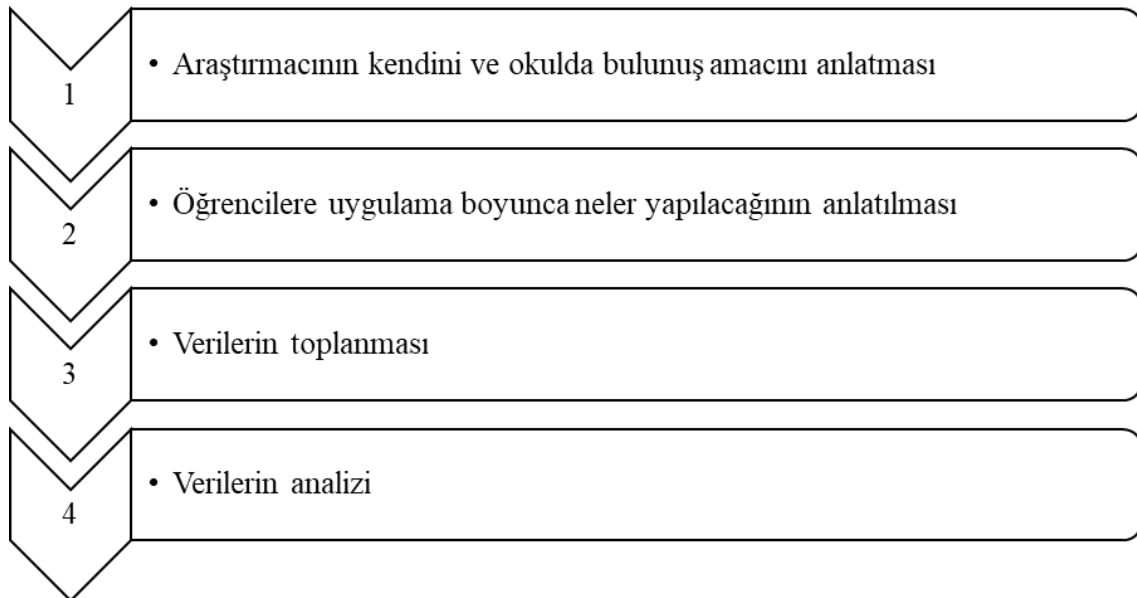 1
• Araştırmacının kendini ve okulda bulunuş amacını anlatması
2
• Öğrencilere uygulama boyunca neler yapılacağının anlatılması
3
• Verilerin toplanması
4
• Verilerin analizi